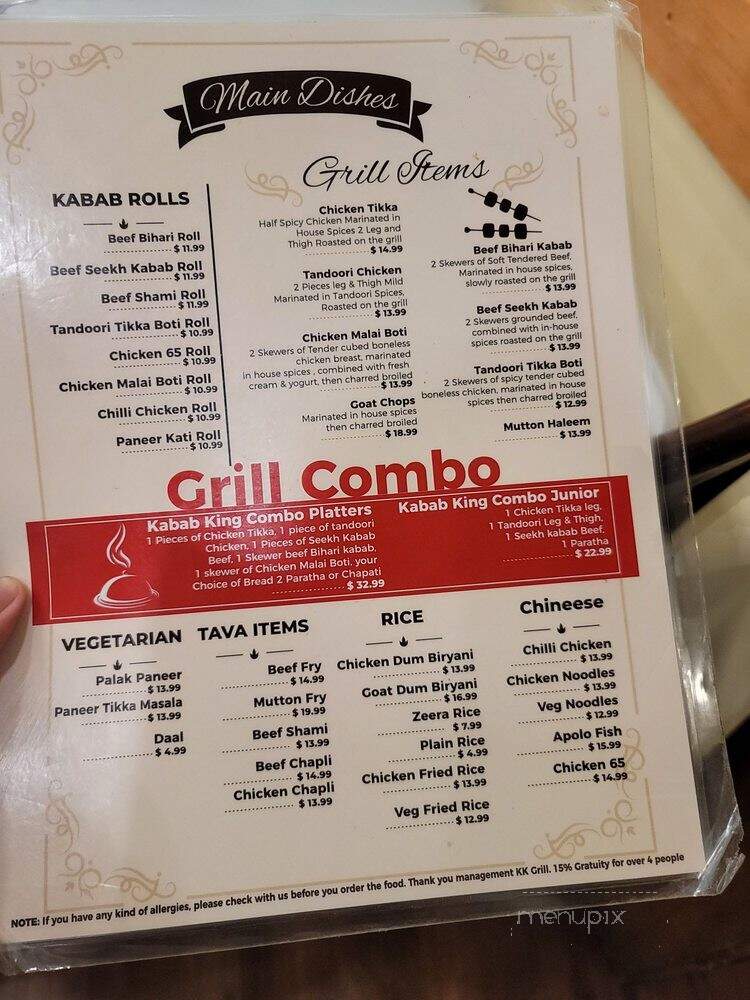 Main Dishes
KABAB ROLLS
Beef Bihari Roll
$ 11.99
Beef Seekh Kabab Roll
$ 11.99
Beef Shami Roll
$ 11.99
Tandoori Tikka Boti Roll
$ 10.99
Chicken 65 Roll
$ 10.99
Chicken Malai Boti Roll
$ 10.99
Chilli Chicken Roll
$ 10.99
Paneer Kati Roll
$ 10.99
Grill Items
Chicken Tikka
Half Spicy Chicken Marinated in
House Spices 2 Leg and
Thigh Roasted on the grill
$ 14.99
Tandoori Chicken
2 Pieces leg & Thigh Mild
Marinated in Tandoori Spices,
Roasted on the grill
$ 13.99
Chicken Malai Boti
2 Skewers of Tender cubed boneless
chicken breast, marinated
in house spices , combined with fresh
cream & yogurt, then charred broiled
$ 13.99
Goat Chops
Marinated in house spices
then charred broiled
$ 18.99
Beef Bihari Kabab
2 Skewers of Soft Tendered Beef,
Marinated in house spices,
slowly roasted on the grill
$ 13.99
Beef Seekh Kabab
2 Skewers grounded beef,
combined with in-house
spices roasted on the grill
$ 13.99
Tandoori Tikka Boti
2 Skewers of spicy tender cubed
boneless chicken, marinated in house
spices then charred broiled
$ 12.99
Mutton Haleem
$ 13.99
Grill Combo
Kabab King Combo Platters
1 Pieces of Chicken Tikka, 1 piece of tandoori
Chicken, 1 Pieces of Seekh Kabab
Beef, 1 Skewer beef Bihari kabab,
1 skewer of Chicken Malai Boti. your
Choice of Bread 2 Paratha or Chapati
$ 32.99
Kabab King Combo Junior
1 Chicken Tikka leg,
1 Tandoori Leg & Thigh,
1 Seekh kabab Beef,
1 Paratha
$ 22.99
VEGETARIAN
Palak Paneer
$ 13.99
Paneer Tikka Masala
$ 13.99
Daal
$ 4.99
TAVA ITEMS
Beef Fry
$ 14.99
Mutton Fry
$ 19.99
Beef Shami
$ 13.99
Beef Chapli
$ 14.99
Chicken Chapli
$ 13.99
RICE
Chicken Dum Biryani
$ 13.99
Goat Dum Biryani
$ 16.99
Zeera Rice
$ 7.99
Plain Rice
$ 4.99
Chicken Fried Rice
$ 13.99
Veg Fried Rice
$ 12.99
Chineese
Chilli Chicken
$ 13.99
Chicken Noodles
$ 13.99
Veg Noodles
$ 12.99
Apolo Fish
$ 15.99
Chicken 65
$ 14.99
NOTE: If you have any kind of allergies, please check with us before you order the food. Thank you management KK Grill. 15% Gratuity for over 4 people
menupix